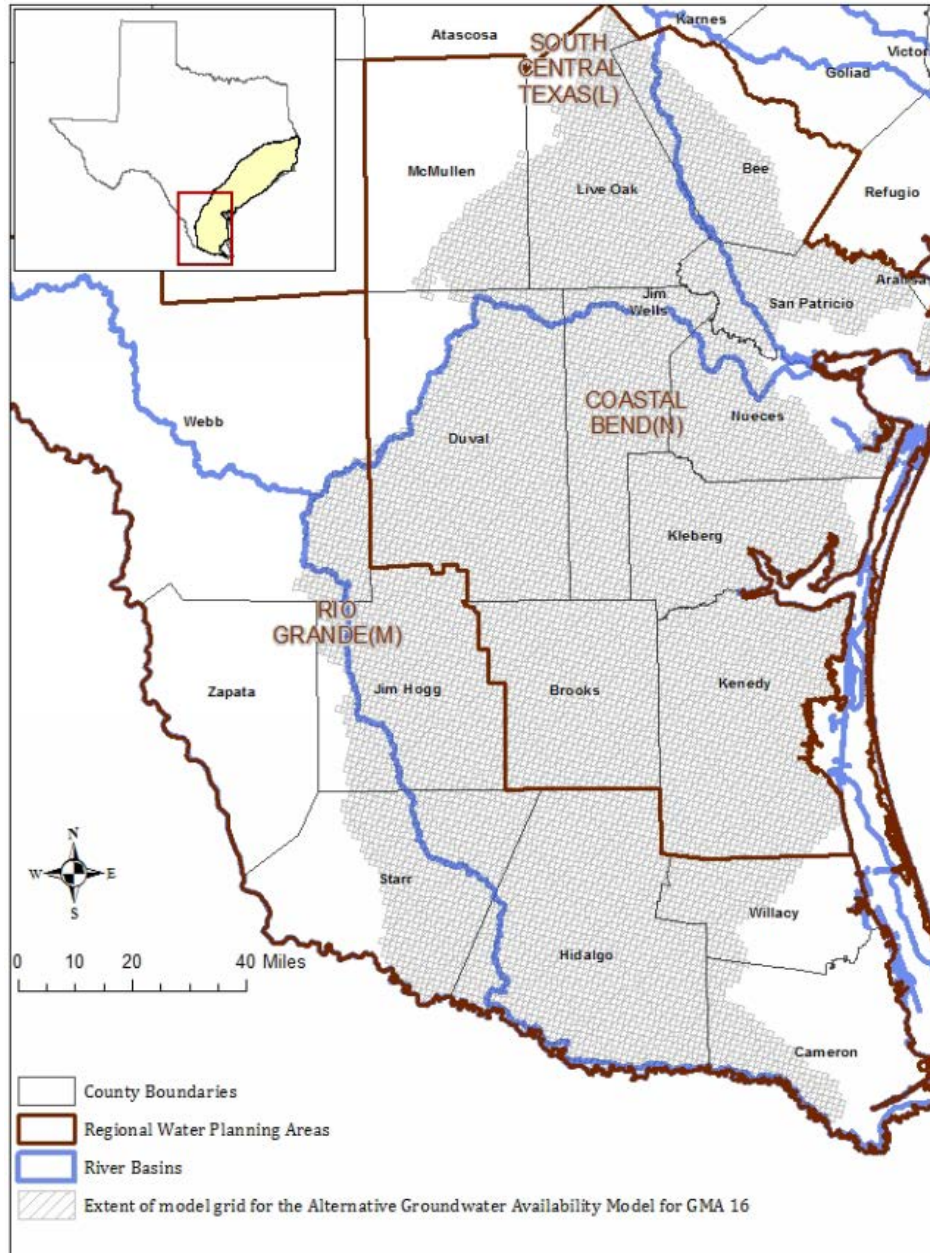 Karnes
Atascosa
Victor
SOUTH
CENTRAL
TEXAS(L)
Goliad
McMullen
Bee
Live Oak
Refugio
Aransas
San Patricio
Jim
Wells
COASTAL
BEND(N)
Nueces
Webb
Duval
Kleberg
RIO
GRANDE(M)
Zapata
Jim Hogg
Brooks
Kenedy
N
W E
S
Starr
Willacy
Hidalgo
0 10 20 40 Miles
Cameron
County Boundaries
Regional Water Planning Areas
River Basins
Extent of model grid for the Alternative Groundwater Availability Model for GMA 16